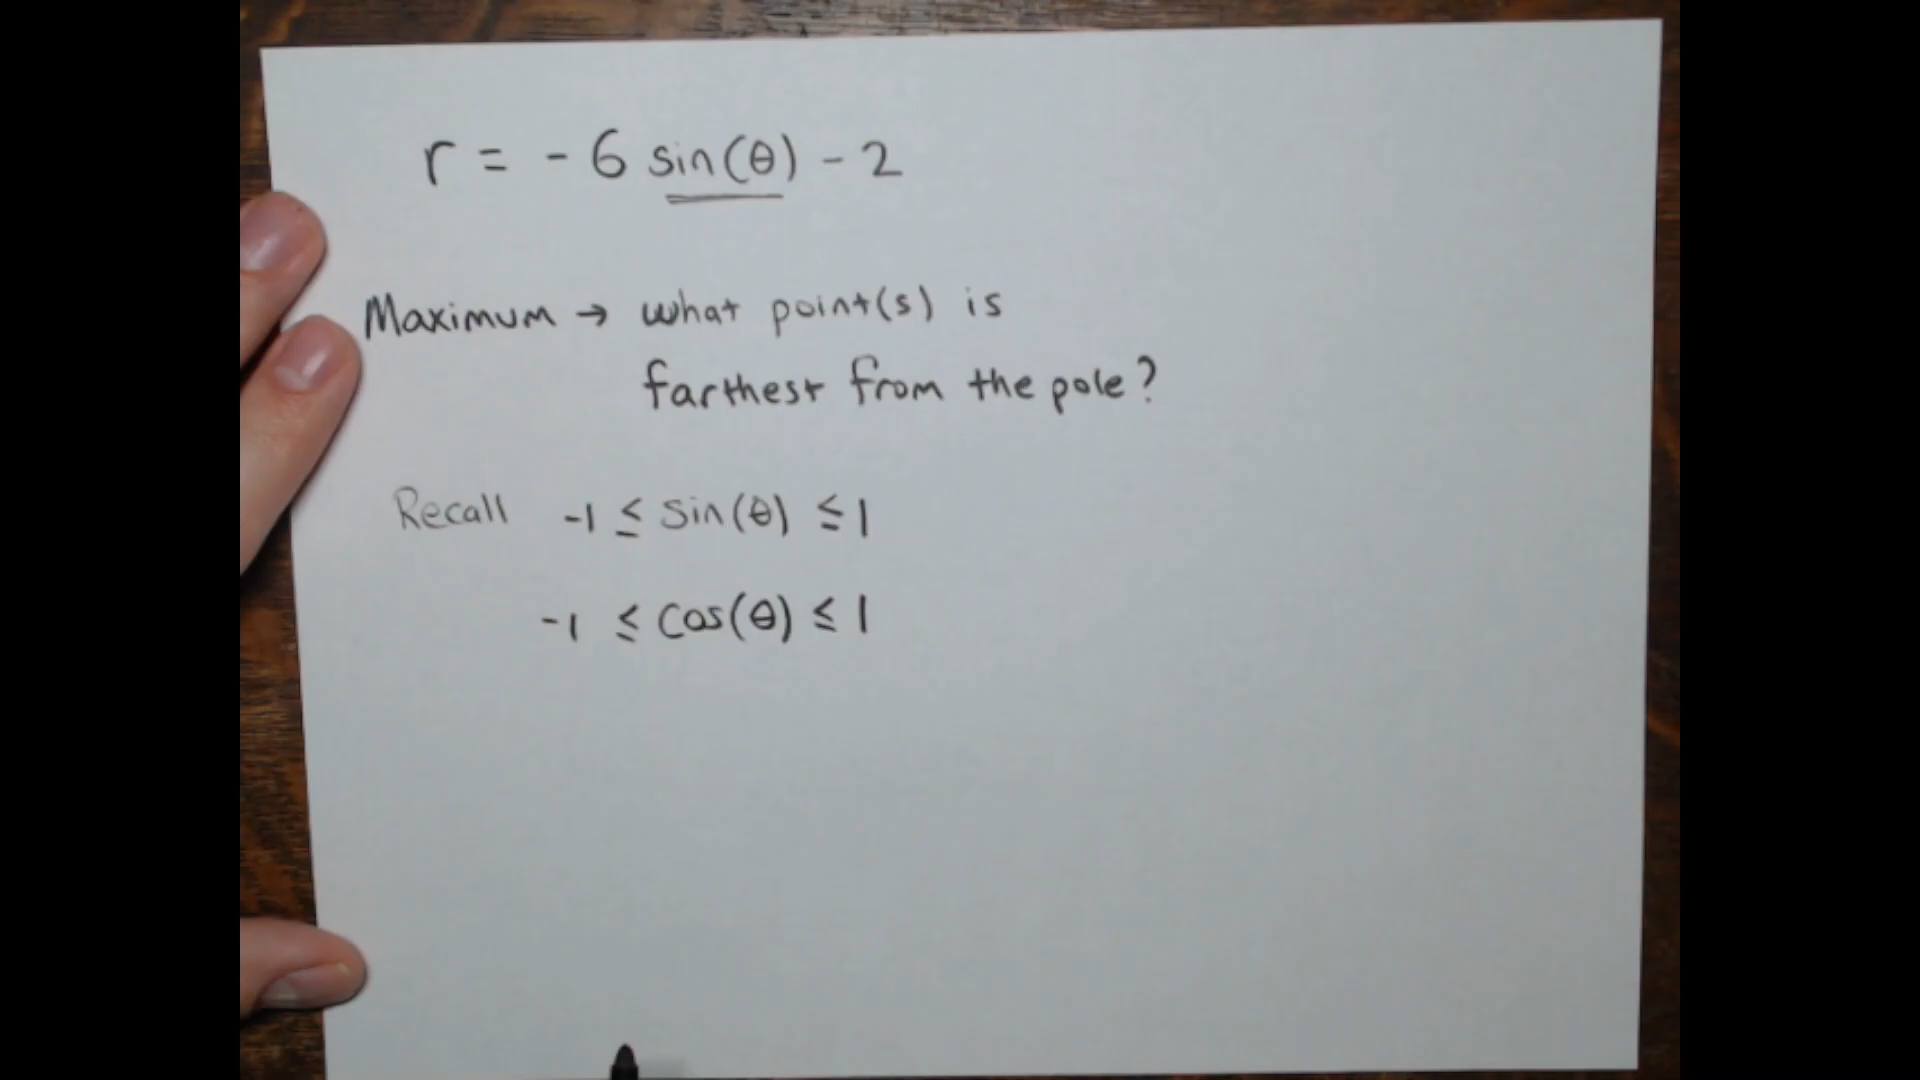 r = - 6 sin(θ) - 2
Maximum → what point(s) is
farthest from the pole?
Recall -1 ≤ sin(θ) ≤ 1
-1 ≤ cos(θ) ≤ 1